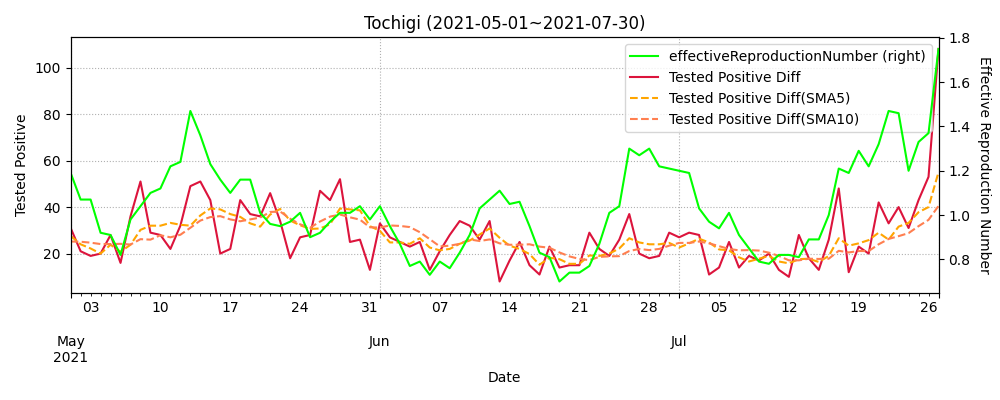 Tochigi (2021-05-01~2021-07-30)
effectiveReproductionNumber (right)
Tested Positive Diff
Tested Positive Diff(SMA5)
Tested Positive Diff(SMA10)
Tested Positive
100
80
60
40
20
Effective Reproduction Number
1.8
1.6
1.4
1.2
1.0
0.8
03 10 17 24 31 07 14 21 28 05 12 19 26
May Jun Jul
2021
Date